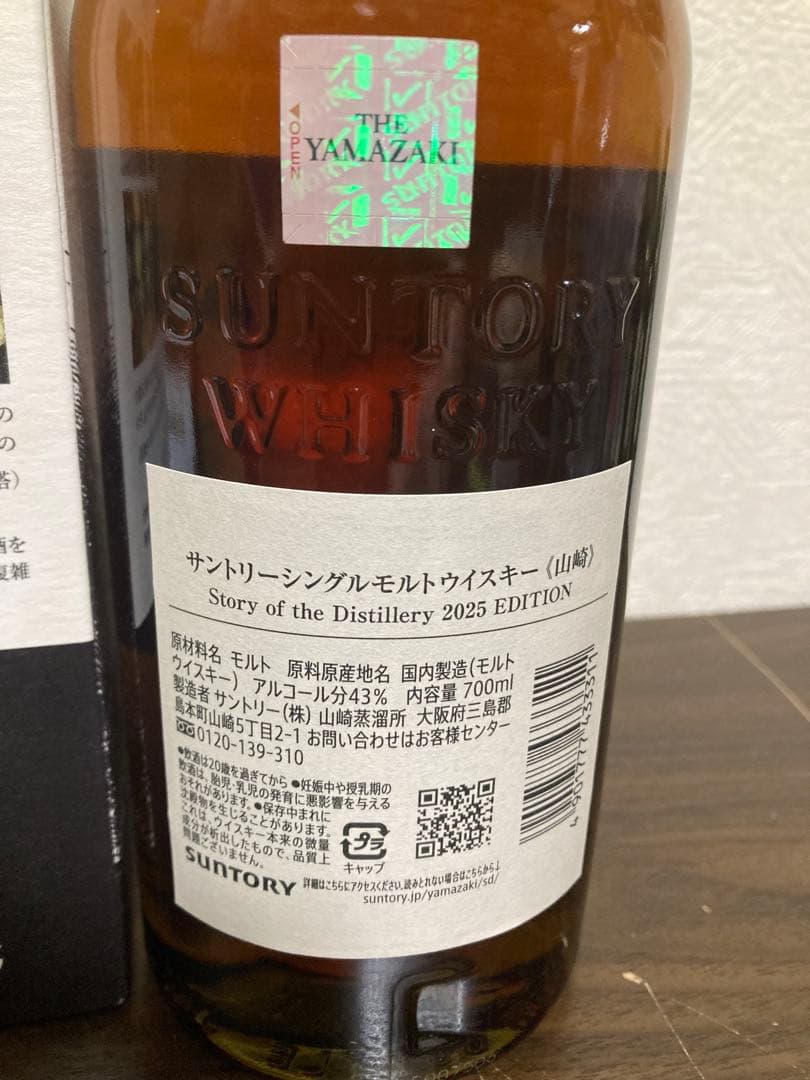 THE
YAMAZAKI
OPEN
SUNTORY
WHISKY
サントリーシングルモルトウイスキー《山崎》
Story of the Distillery 2025 EDITION
原材料名 モルト 原料原産地名 国内製造(モルト
ウイスキー) アルコール分43% 内容量 700ml
製造者 サントリー(株) 山崎蒸溜所 大阪府三島郡
島本町山崎5丁目2-1 お問い合わせはお客様センター
0120-139-310
●飲酒は20歳を過ぎてから ●妊娠中や授乳期の
飲酒は、胎児・乳児の発育に悪影響を与える
おそれがあります。●保存中まれに
沈殿物を生じることがあります。
これは、ウイスキー本来の微量
成分が析出したもので、品質上
問題ございません。
プラ
キャップ
SUNTORY
詳細はこちらにアクセスください。読みとれない場合はこちらから↓
suntory.jp/yamazaki/sd/
の
の
塔)
酒を
複雑